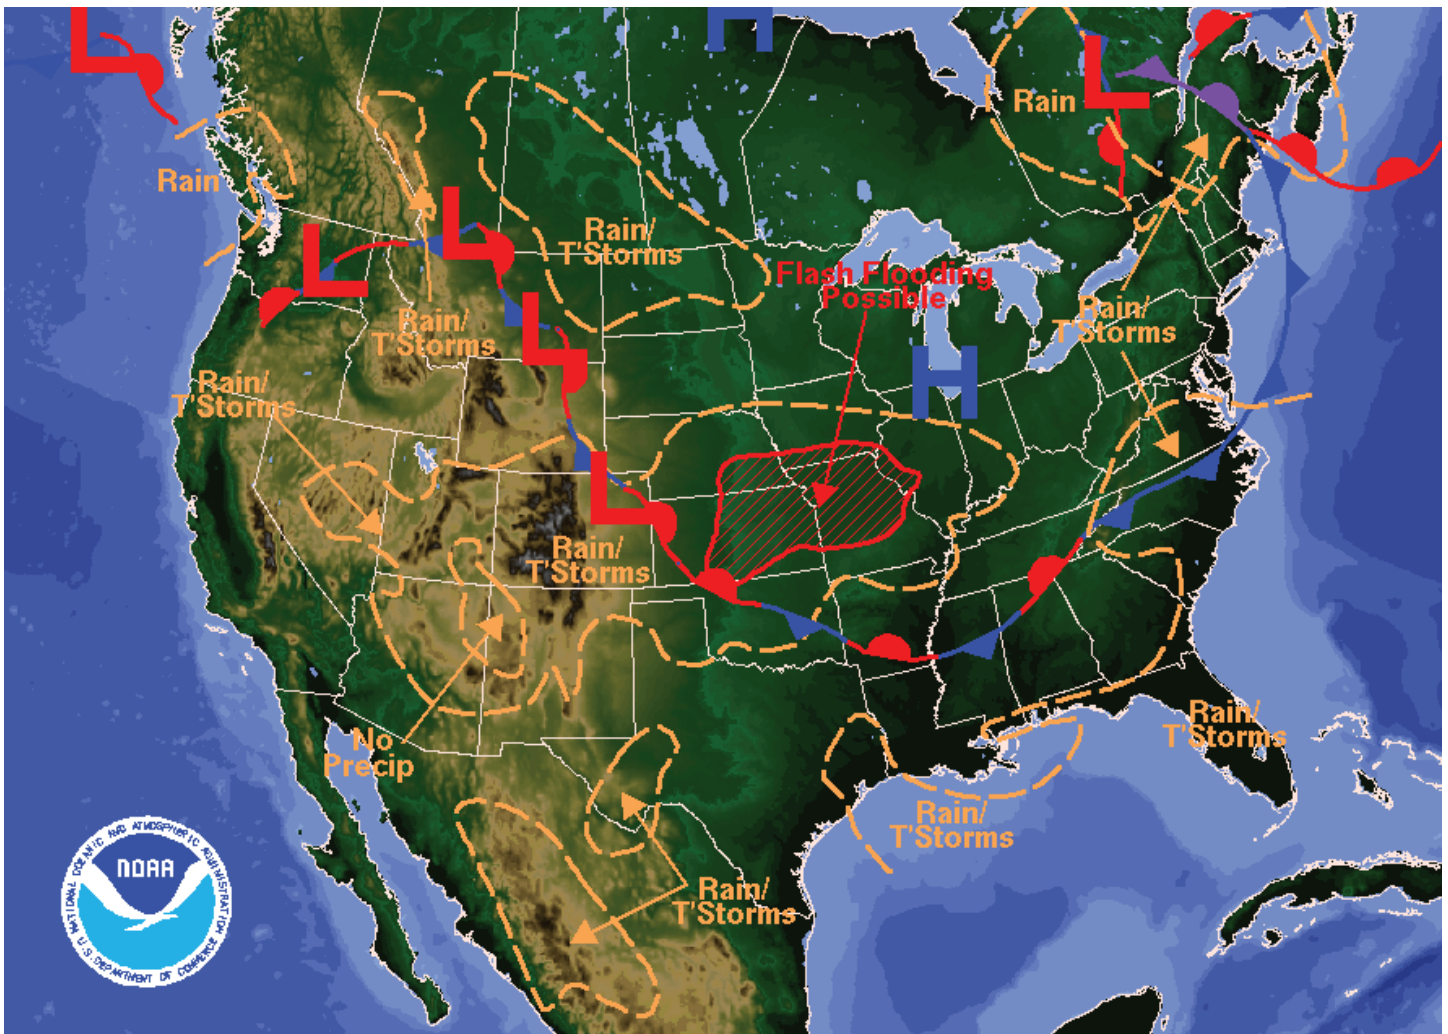 L
H
L
Rain
Rain
L
L
Rain/
T'Storms
Flash Flooding
Possible
L
Rain/
T'Storms
Rain/
T'Storms
H
Rain/
T'Storms
L
Rain/
T'Storms
No
Precip
Rain/
T'Storms
Rain/
T'Storms
Rain/
T'Storms
NATIONAL OCEANIC AND ATMOSPHERIC ADMINISTRATION
NOAA
U.S. DEPARTMENT OF COMMERCE